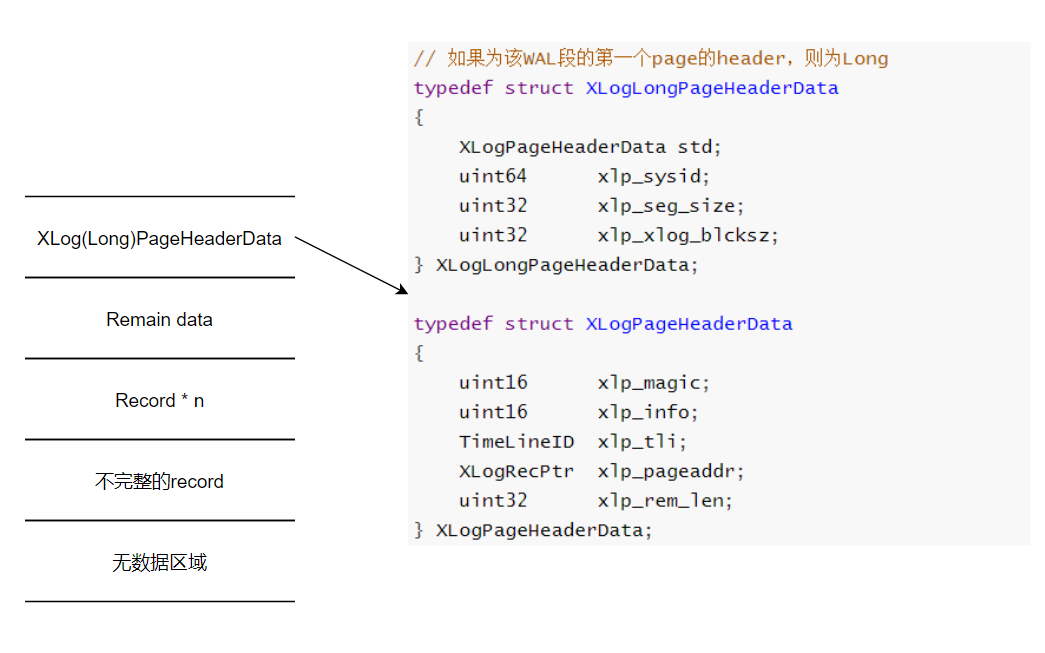 XLog(Long)PageHeaderData
Remain data
Record * n
不完整的record
无数据区域
// 如果为该WAL段的第一个page的header，则为Long
typedef struct XLogLongPageHeaderData
{
    XLogPageHeaderData std;
    uint64      xlp_sysid;
    uint32      xlp_seg_size;
    uint32      xlp_xlog_blcksz;
} XLogLongPageHeaderData;
typedef struct XLogPageHeaderData
{
    uint16      xlp_magic;
    uint16      xlp_info;
    TimeLineID  xlp_tli;
    XLogRecPtr  xlp_pageaddr;
    uint32      xlp_rem_len;
} XLogPageHeaderData;